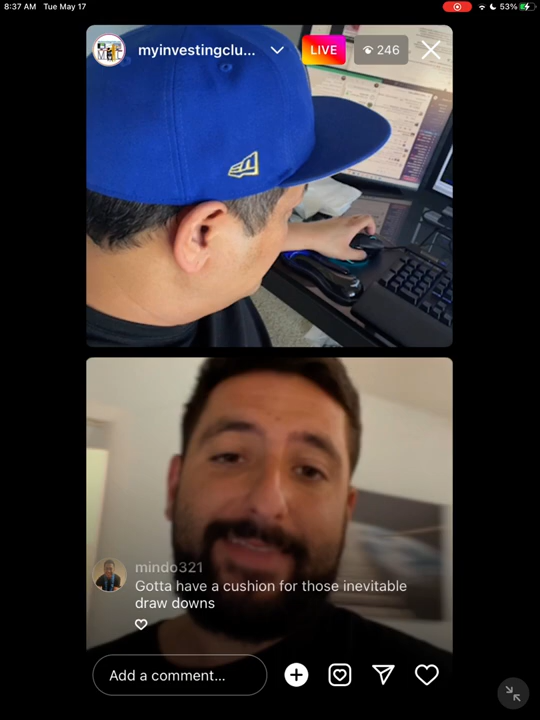 8:37 AM Tue May 17
53%
myinvestingclu...
LIVE
246
mindo321
Gotta have a cushion for those inevitable
draw downs
Add a comment...